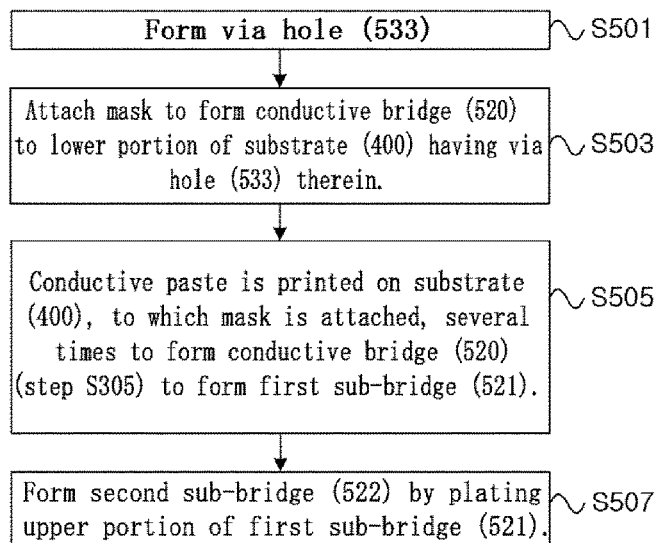 Form via hole (533)
S501
Attach mask to form conductive bridge (520)
to lower portion of substrate (400) having via
hole (533) therein.
S503
Conductive paste is printed on substrate
(400), to which mask is attached, several
times to form conductive bridge (520)
(step S305) to form first sub-bridge (521).
S505
Form second sub-bridge (522) by plating
upper portion of first sub-bridge (521).
S507